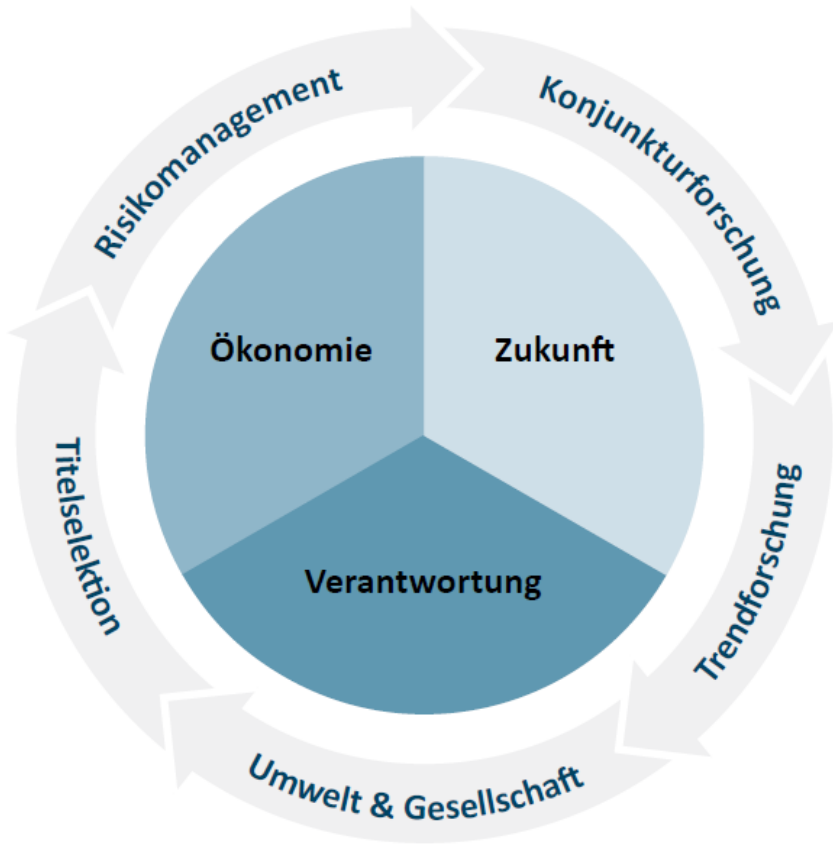 Risikomanagement
Konjunkturforschung
Ökonomie
Zukunft
Trendforschung
Titelselektion
Verantwortung
Umwelt & Gesellschaft